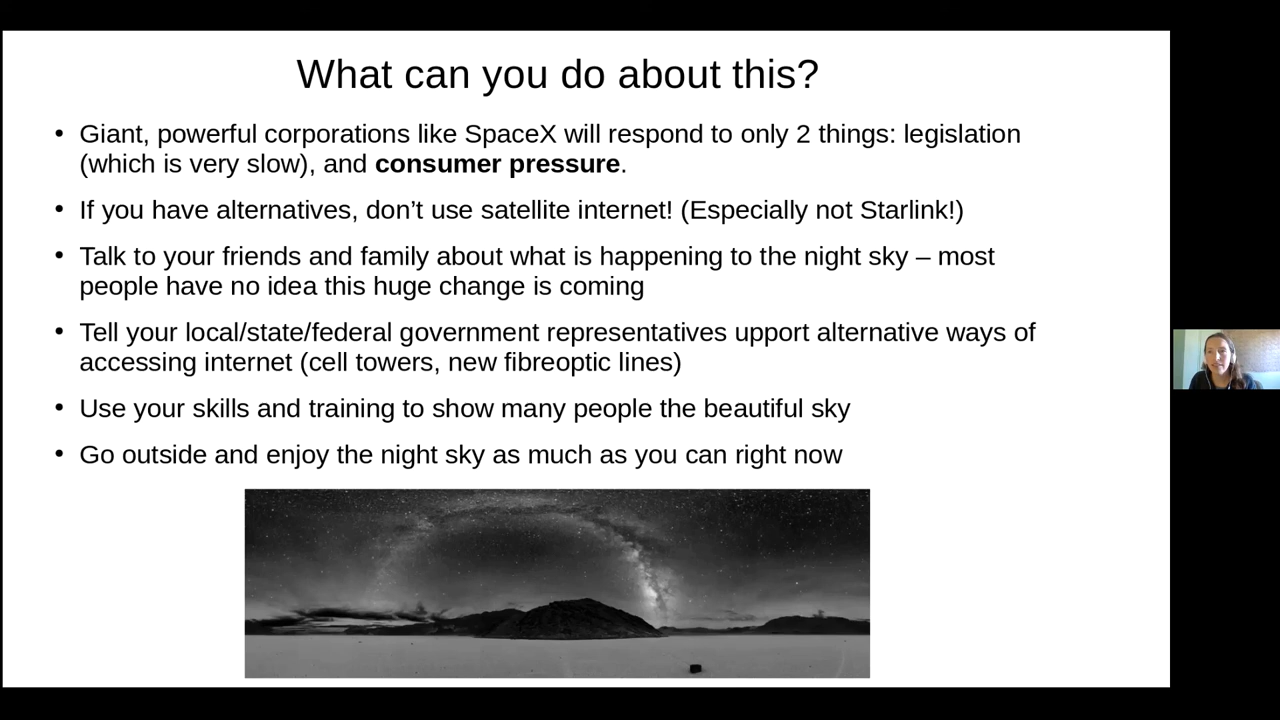 What can you do about this?
• Giant, powerful corporations like SpaceX will respond to only 2 things: legislation
(which is very slow), and consumer pressure.
• If you have alternatives, don’t use satellite internet! (Especially not Starlink!)
• Talk to your friends and family about what is happening to the night sky – most
people have no idea this huge change is coming
• Tell your local/state/federal government representatives upport alternative ways of
accessing internet (cell towers, new fibreoptic lines)
• Use your skills and training to show many people the beautiful sky
• Go outside and enjoy the night sky as much as you can right now